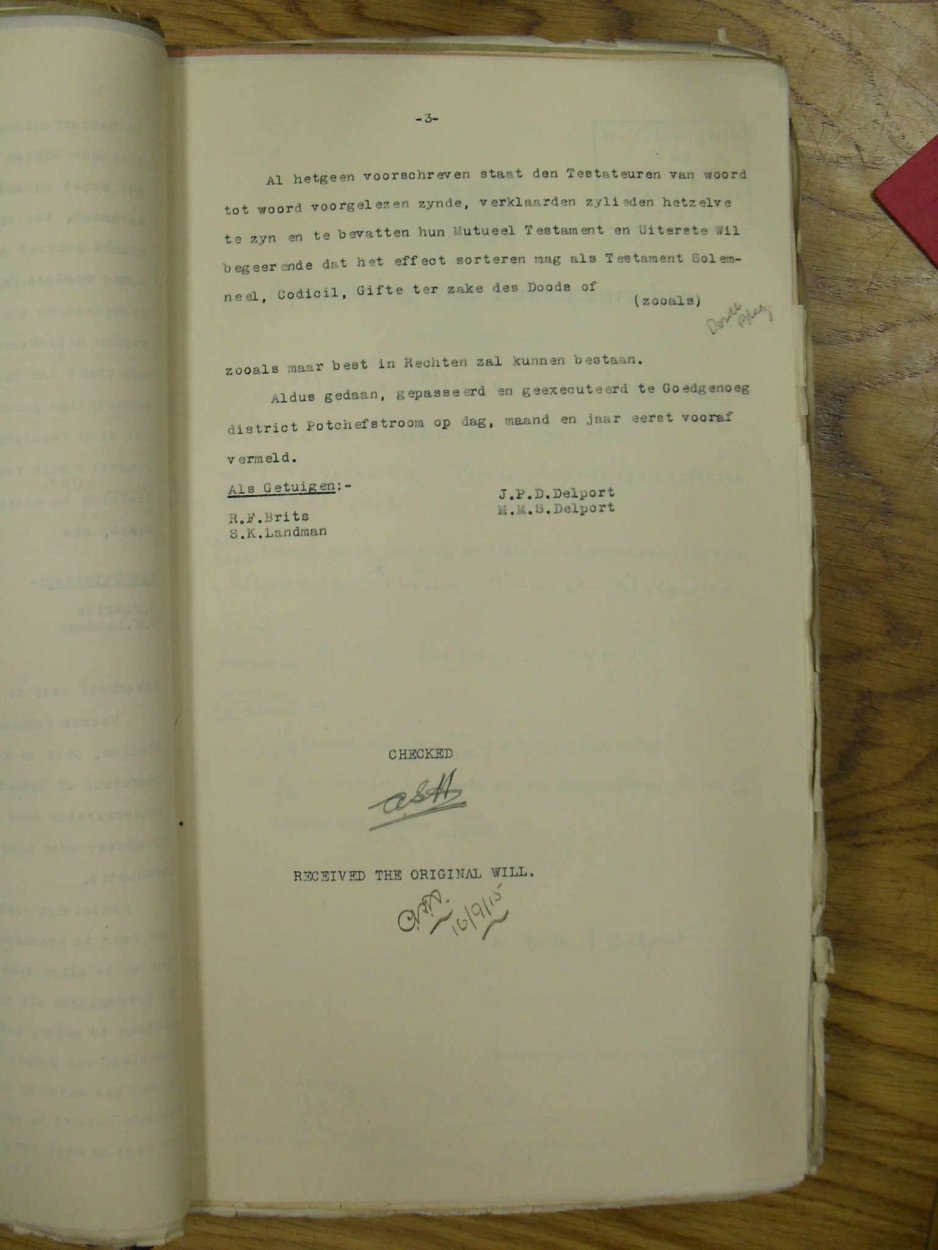 -3-
Al hetgeen voorschreven staat den Testateuren van woord
tot woord voorgelezen zynde, verklaarden zylieden hetzelve
te zyn en te bevatten hun Mutueel Testament en Uiterste Wil
begeerende dat het effect sorteren mag als Testament Solem-
neel, Codicil, Gifte ter zake des Doods of
(zooals)
Derde
zooals maar best in Rechten zal kunnen bestaan.
Aldus gedaan, gepasseerd en geexecuteerd te Goedgenoeg
district Potchefstroom op dag, maand en jaar eerst vooraf
vermeld.
Als Getuigen:-
J.P.D.Delport
M.M.S.Delport
R.F.Brits
S.K.Landman
CHECKED
RECEIVED THE ORIGINAL WILL.
16/9/15